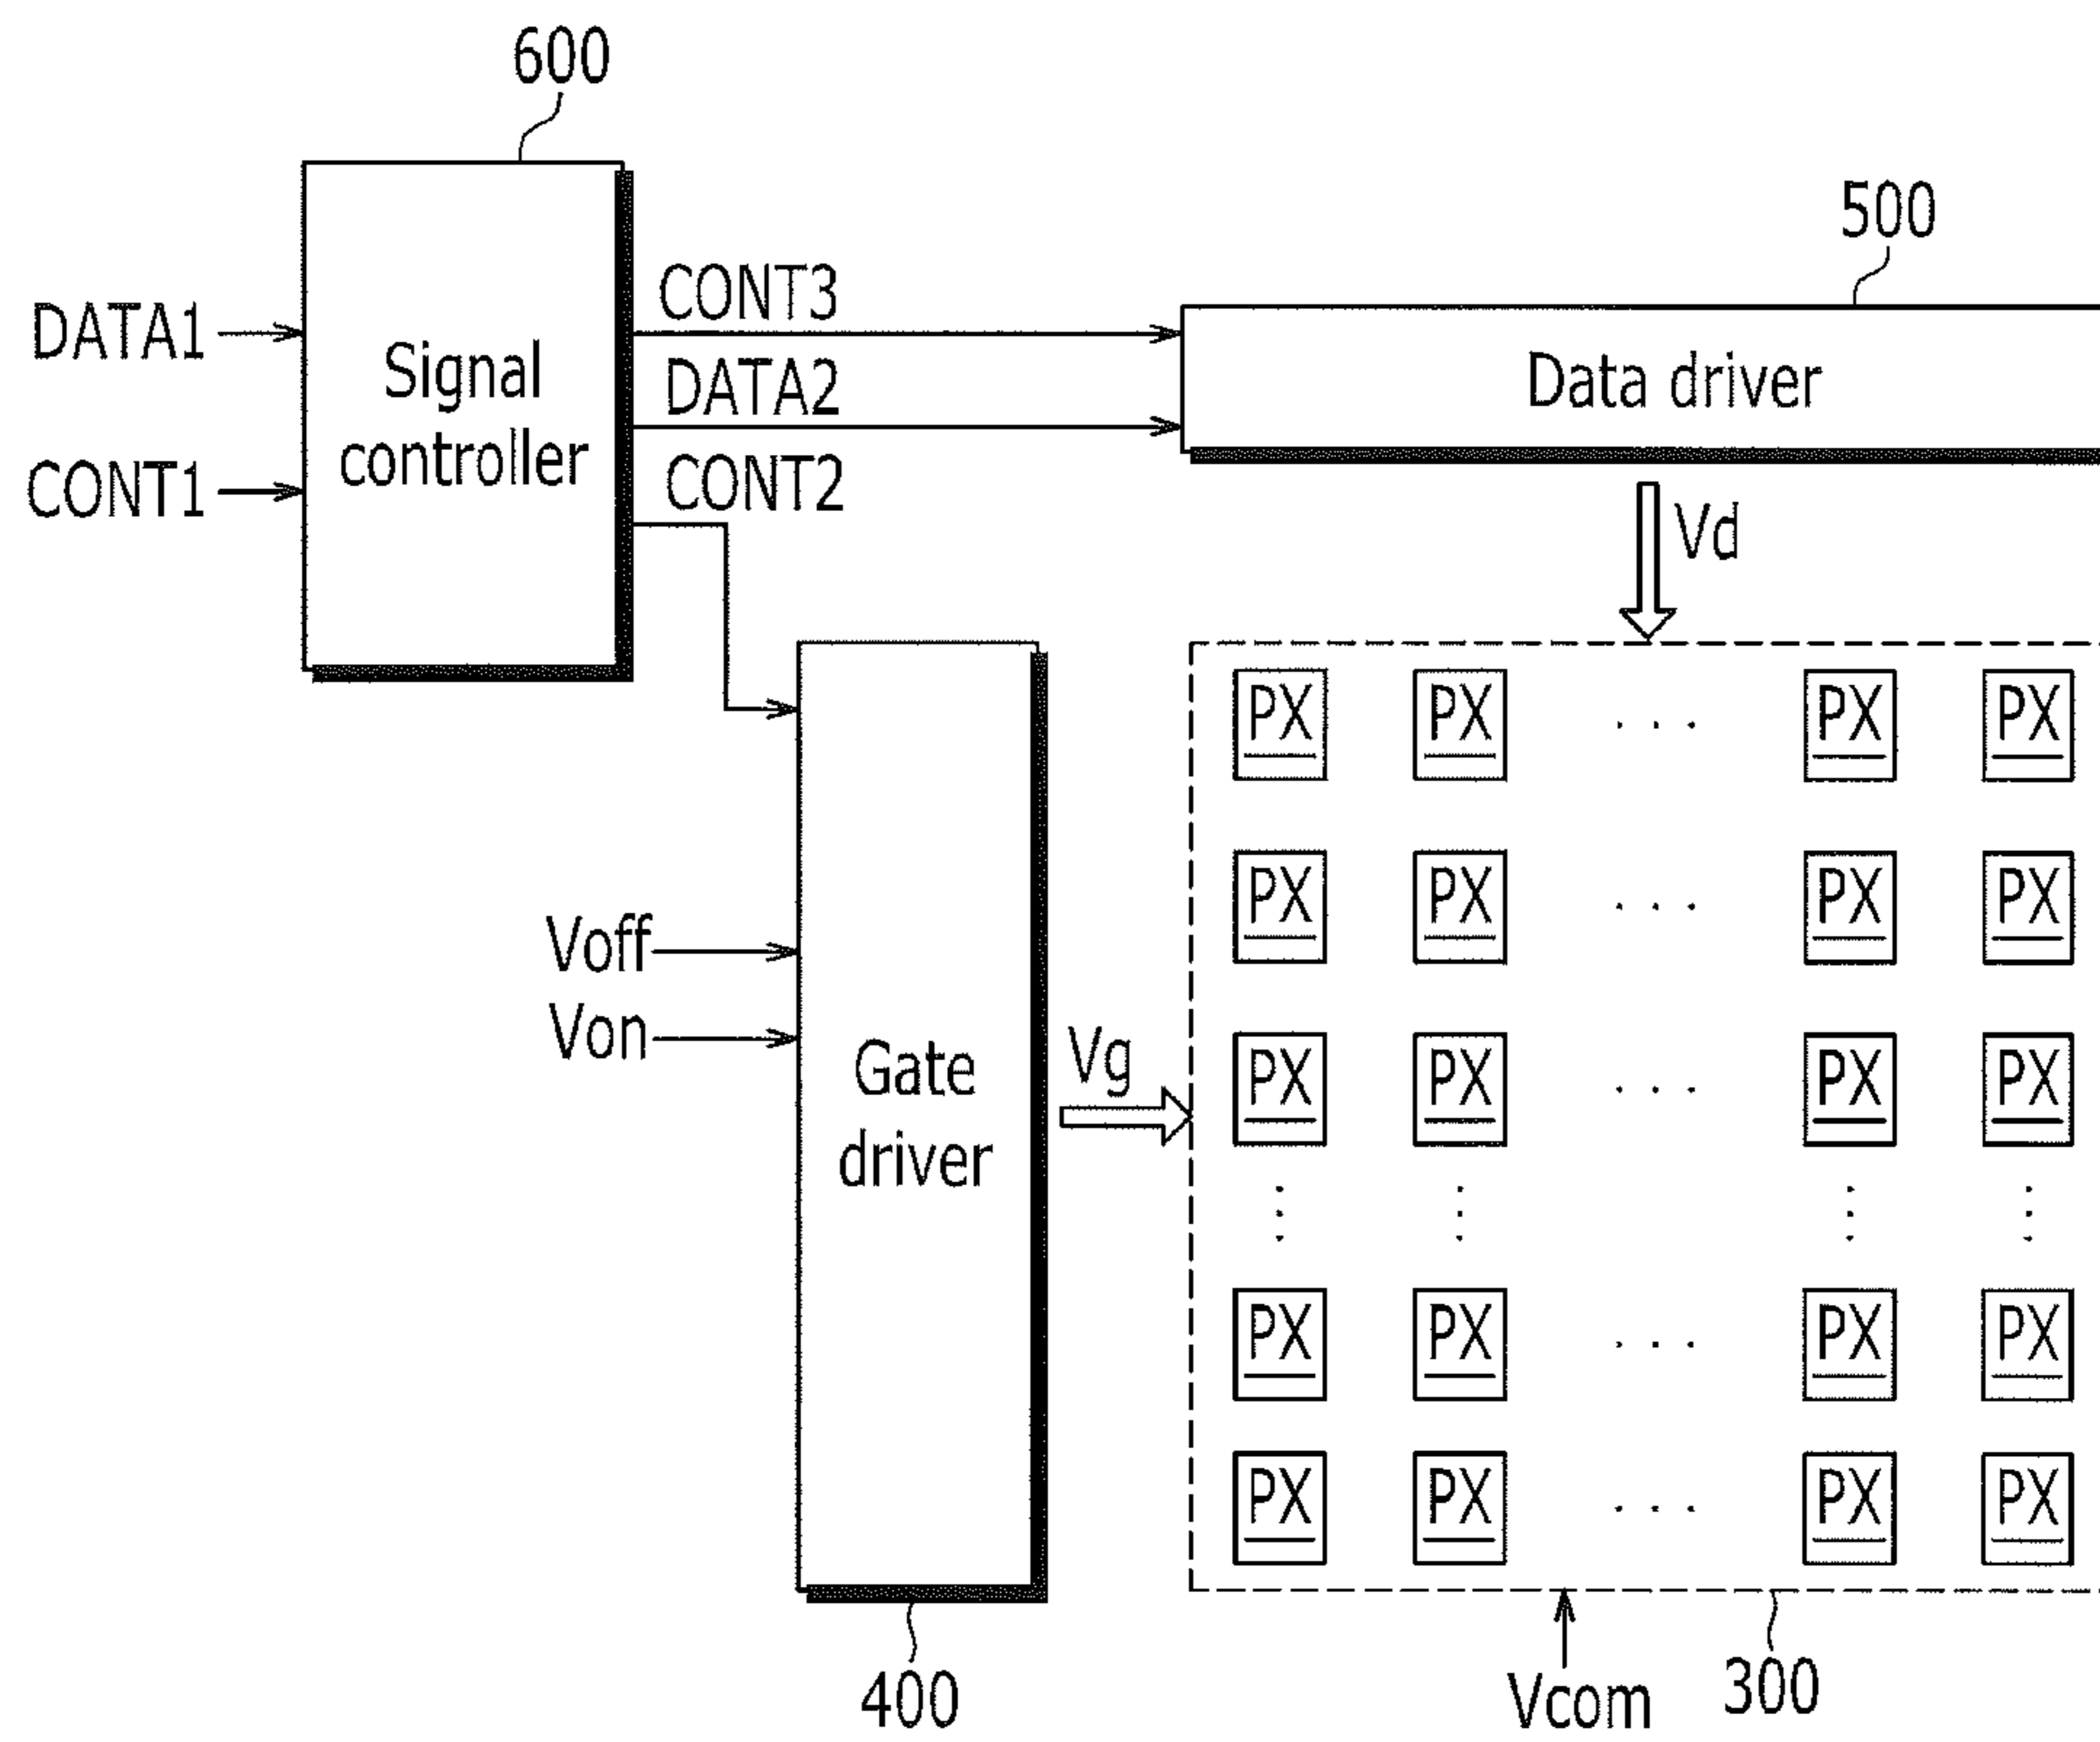 600
500
CONT3
DATA1
Signal
controller
DATA2
Data driver
CONT1
CONT2
Vd
PX PX . . . PX PX
PX PX . . . PX PX
Voff
Von
Gate
driver
Vg
PX PX . . . PX PX
PX PX . . . PX PX
PX PX . . . PX PX
400
Vcom
300